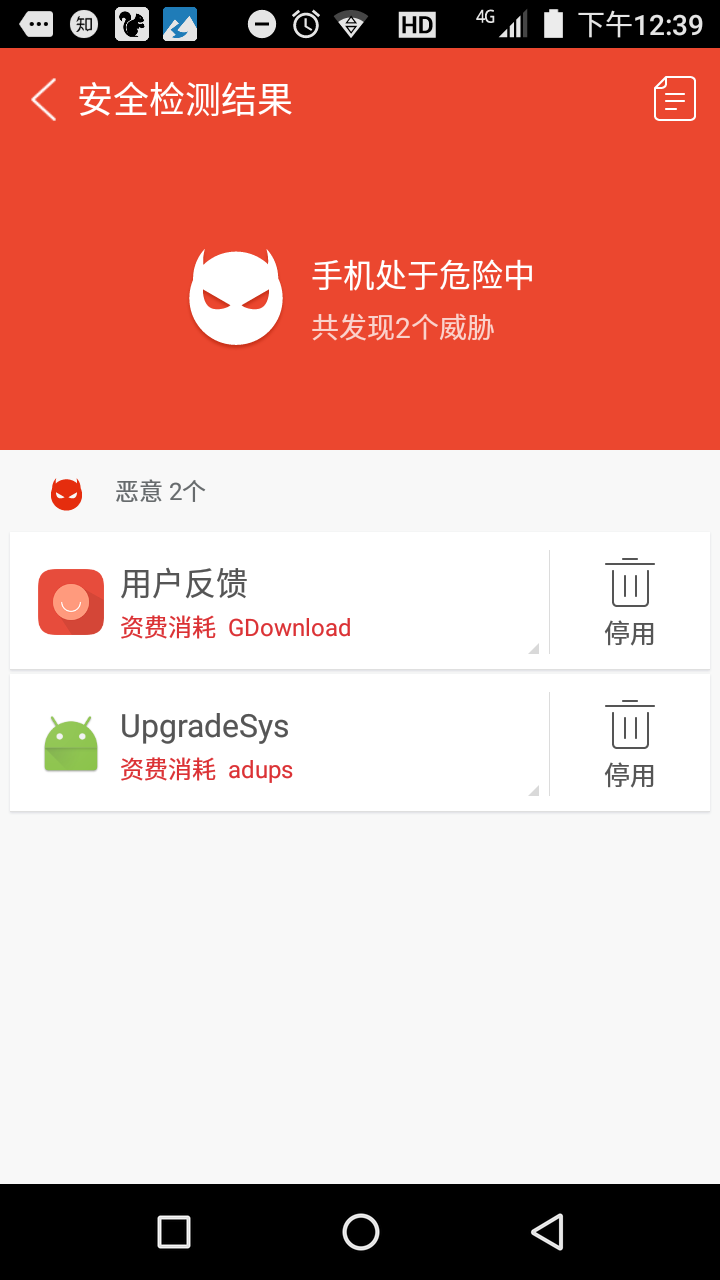 知 HD 4G 下午12:39
安全检测结果
手机处于危险中
共发现2个威胁
恶意 2个
用户反馈
资费消耗 GDownload
停用
UpgradeSys
资费消耗 adups
停用